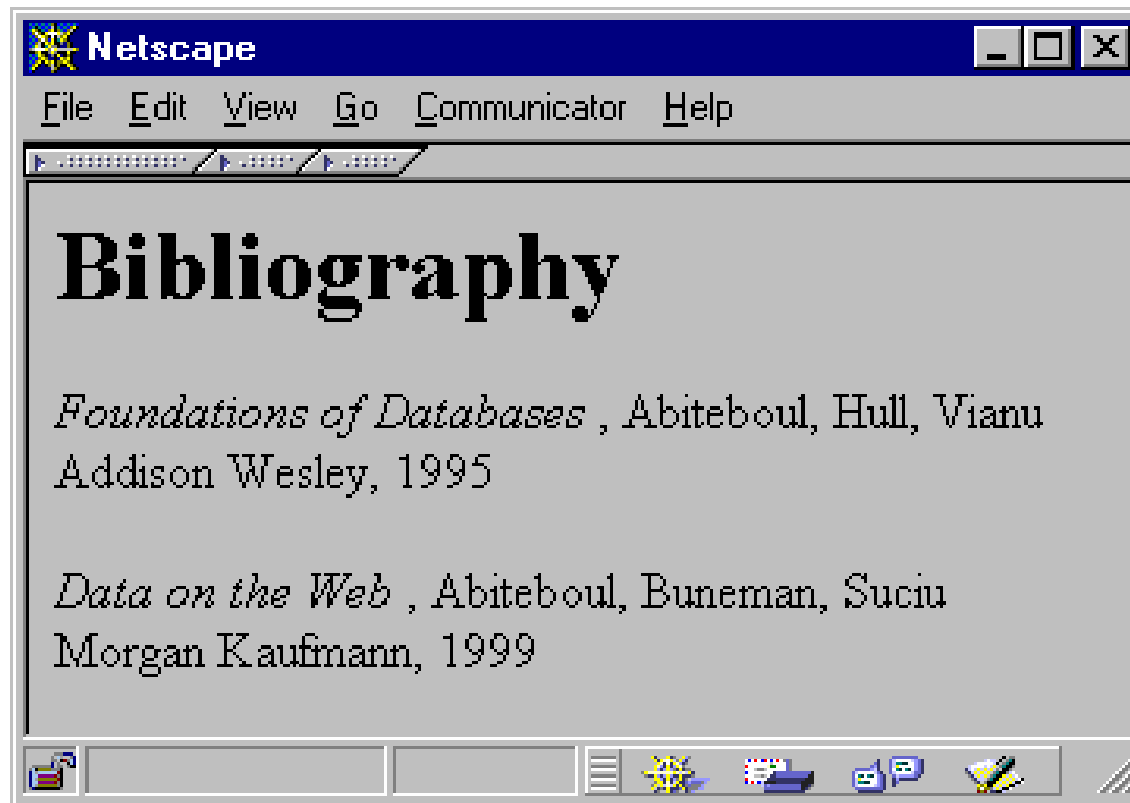 Netscape
File Edit View Go Communicator Help
Bibliography
Foundations of Databases , Abiteboul, Hull, Vianu
Addison Wesley, 1995
Data on the Web , Abiteboul, Buneman, Suciu
Morgan Kaufmann, 1999